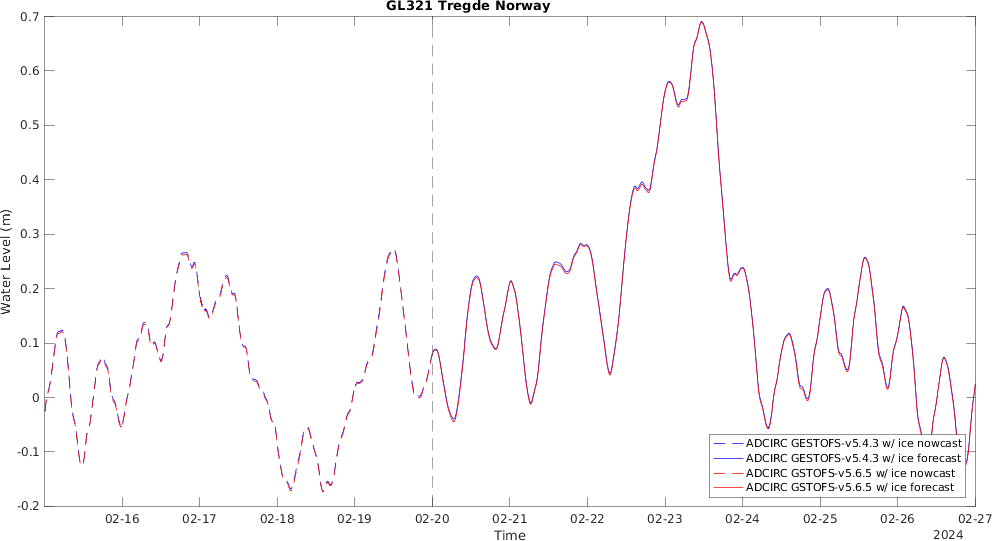 GL321 Tregde Norway
0.7
0.6
0.5
0.4
0.3
0.2
0.1
0
-0.1
-0.2
Water Level (m)
ADCIRC GESTOFS-v5.4.3 w/ ice nowcast
ADCIRC GESTOFS-v5.4.3 w/ ice forecast
ADCIRC GSTOFS-v5.6.5 w/ ice nowcast
ADCIRC GSTOFS-v5.6.5 w/ ice forecast
02-16 02-17 02-18 02-19 02-20 02-21 02-22 02-23 02-24 02-25 02-26 02-27
Time
2024